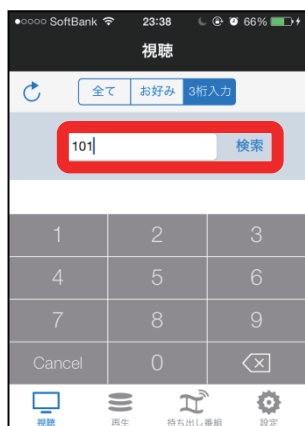 SoftBank 23:38 66%
視聴
全て お好み 3桁入力
101 検索
1 2 3
4 5 6
7 8 9
Cancel 0
視聴 再生 持ち出し番組 設定